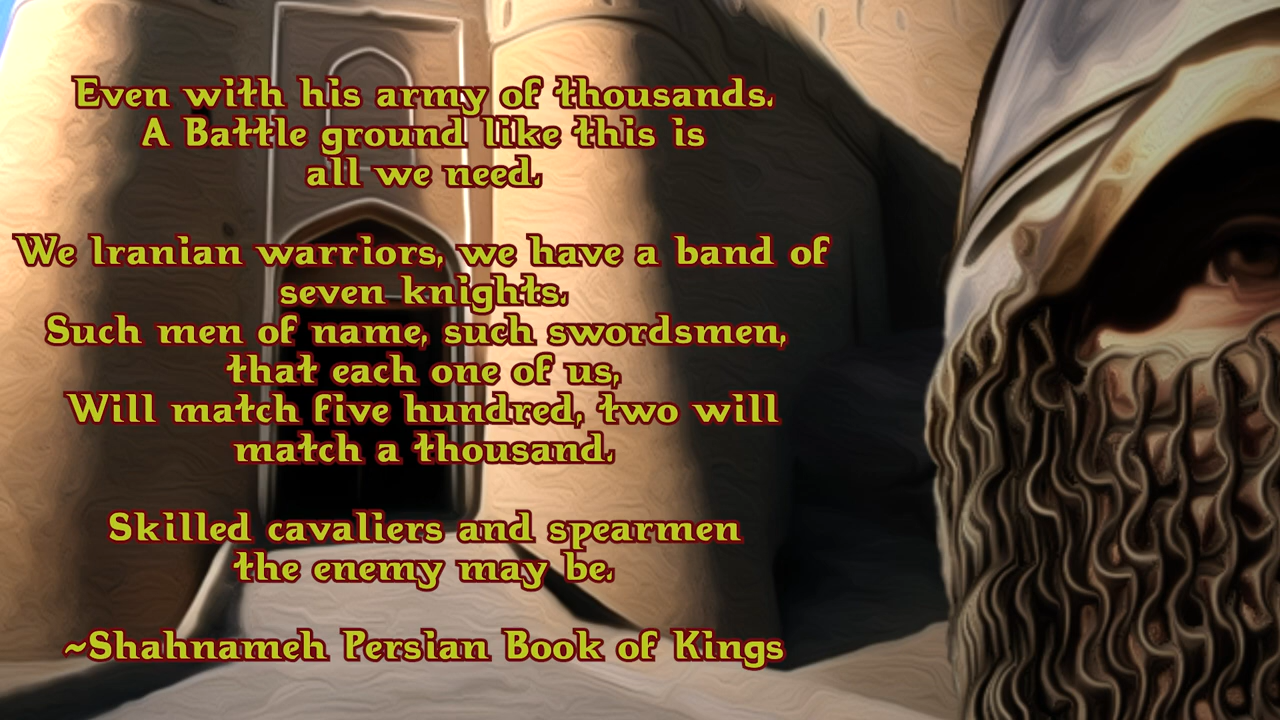 Even with his army of thousands.
A Battle ground like this is
all we need.
We Iranian warriors, we have a band of
seven knights.
Such men of name, such swordsmen,
that each one of us,
Will match five hundred, two will
match a thousand.
Skilled cavaliers and spearmen
the enemy may be.
~Shahnameh Persian Book of Kings